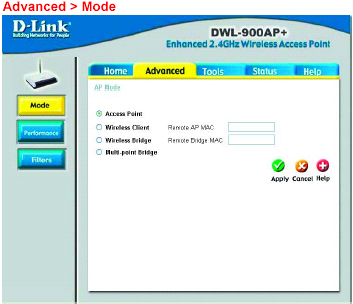 Advanced > Mode
D-Link
Building Networks for People
DWL-900AP+
Enhanced 2.4GHz Wireless Access Point
Home Advanced Tools Status Help
AP Mode
Mode
Performance
Filters
Access Point
Wireless Client Remote AP MAC
Wireless Bridge Remote Bridge MAC
Multi-point Bridge
Apply Cancel Help